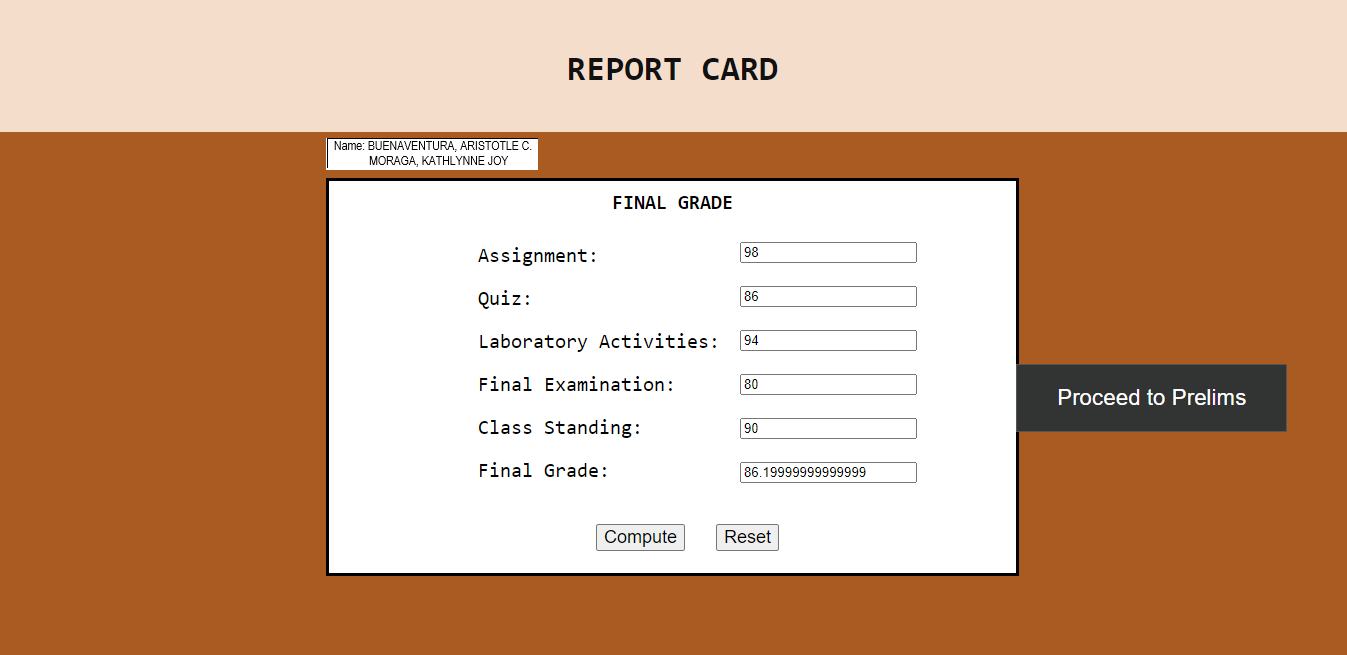 REPORT CARD
Name: BUENAVENTURA, ARISTOTLE C.
MORAGA, KATHLYNNE JOY
FINAL GRADE
Assignment: 98
Quiz: 86
Laboratory Activities: 94
Final Examination: 80
Proceed to Prelims
Class Standing: 90
Final Grade: 86.19999999999999
Compute Reset